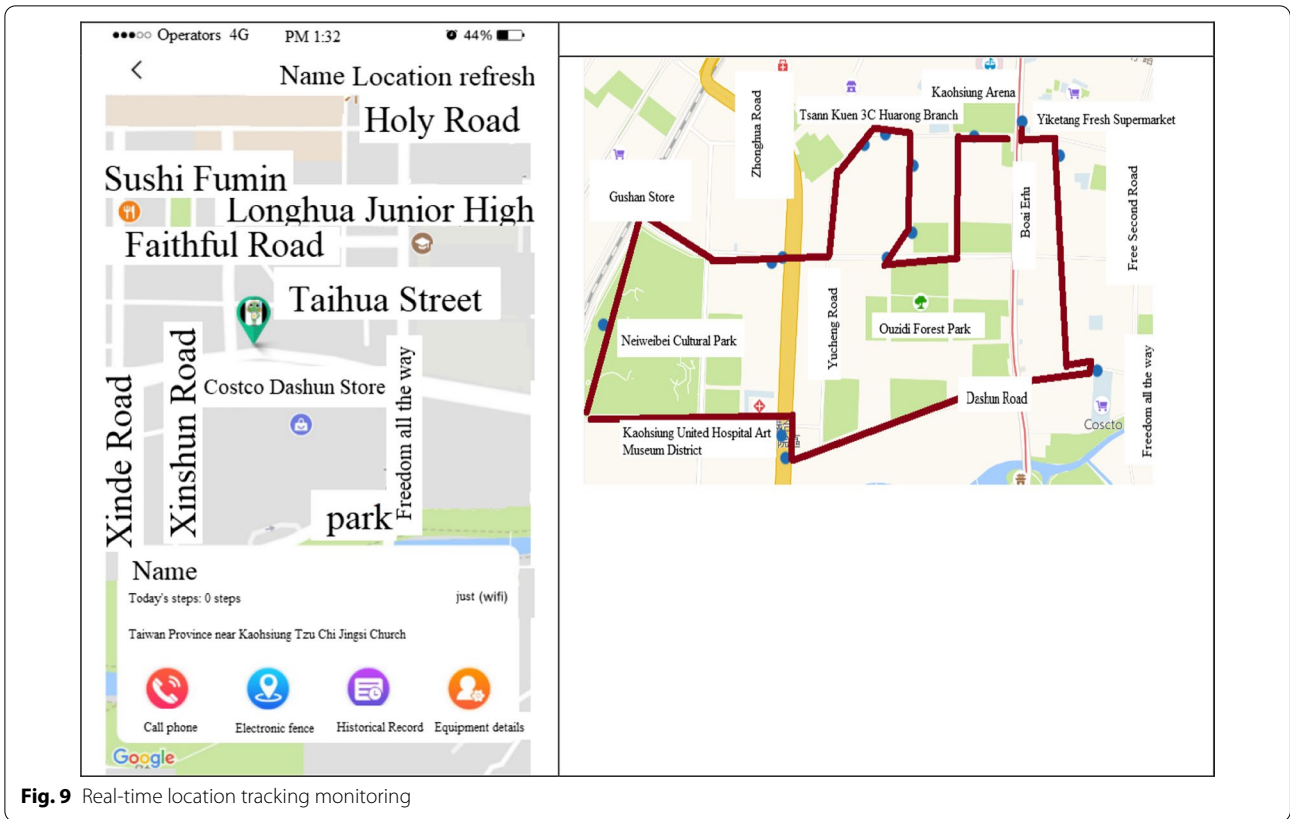 Operators 4G PM 1:32 44%
Name Location refresh
Holy Road
Sushi Fumin
Longhua Junior High
Faithful Road
Taihua Street
Xinde Road
Xinshun Road
Costco Dashun Store
Freedom all the way
park
Name
Today's steps: 0 steps just (wifi)
Taiwan Province near Kaohsiung Tzu Chi Jingsi Church
Call phone Electronic fence Historical Record Equipment details
Google
Zhonghua Road
Kaohsiung Arena
Tsann Kuen 3C Huarong Branch
Yiketang Fresh Supermarket
Gushan Store
Boai Erlu
Free Second Road
Neiweibei Cultural Park
Yucheng Road
Ouzidi Forest Park
Dashun Road
Freedom all the way
Coscto
Kaohsiung United Hospital Art
Museum District
Fig. 9 Real-time location tracking monitoring